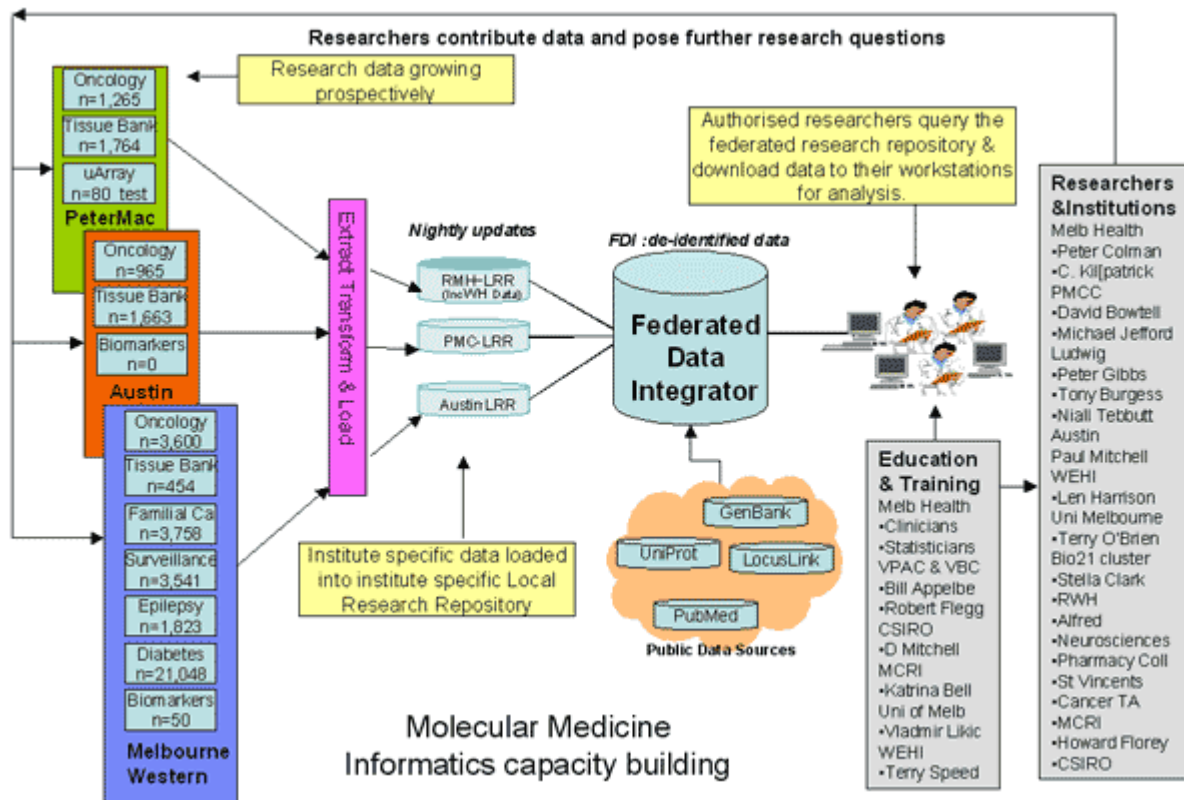 Researchers contribute data and pose further research questions
Oncology
n=1,265
Tissue Bank
n=1,764
uArray
n=80 test
PeterMac
Research data growing
prospectively
Oncology
n=965
Tissue Bank
n=1,663
Biomarkers
n=0
Austin
Oncology
n=3,600
Tissue Bank
n=454
Familial Ca
n=3,758
Surveillance
n=3,541
Epilepsy
n=1,823
Diabetes
n=21,048
Biomarkers
n=50
Melbourne
Western
Extract Transform & Load
Nightly updates
RMH-LRR
(IncWH Data)
PMC-LRR
AustinLRR
Institute specific data loaded
into institute specific Local
Research Repository
FDI :de-identified data
Federated
Data
Integrator
GenBank
UniProt
LocusLink
PubMed
Public Data Sources
Authorised researchers query the
federated research repository &
download data to their workstations
for analysis.
Education
& Training
Melb Health
•Clinicians
•Statisticians
VPAC & VBC
•Bill Appelbe
•Robert Flegg
CSIRO
•D Mitchell
MCRI
•Katrina Bell
Uni of Melb
•Vladmir Likic
WEHI
•Terry Speed
Researchers
&Institutions
Melb Health
•Peter Colman
•C. Kil[patrick
PMCC
•David Bowtell
•Michael Jefford
Ludwig
•Peter Gibbs
•Tony Burgess
•Niall Tebbutt
Austin
Paul Mitchell
WEHI
•Len Harrison
Uni Melbourne
•Terry O'Brien
Bio21 cluster
•Stella Clark
•RWH
•Alfred
•Neurosciences
•Pharmacy Coll
•St Vincents
•Cancer TA
•MCRI
•Howard Florey
•CSIRO
Molecular Medicine
Informatics capacity building